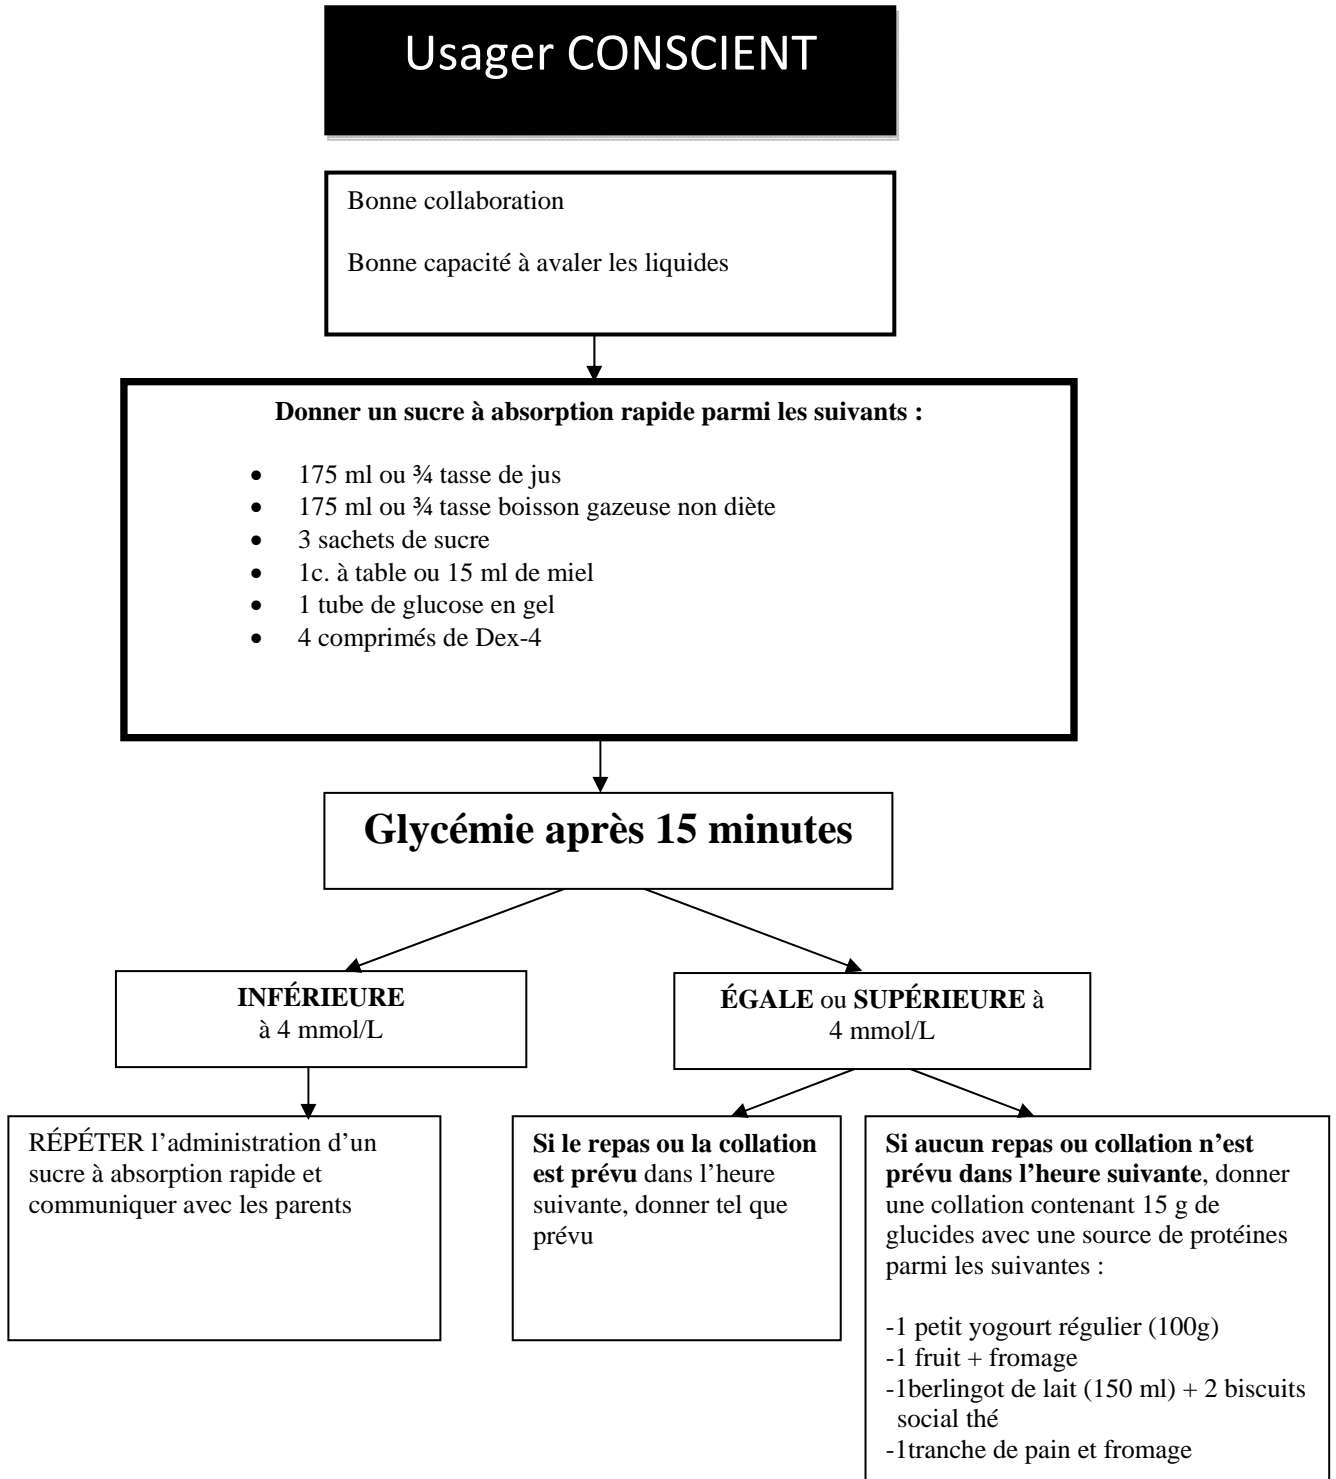 Usager CONSCIENT
Bonne collaboration
Bonne capacité à avaler les liquides
Donner un sucre à absorption rapide parmi les suivants :
• 175 ml ou ¾ tasse de jus
• 175 ml ou ¾ tasse boisson gazeuse non diète
• 3 sachets de sucre
• 1c. à table ou 15 ml de miel
• 1 tube de glucose en gel
• 4 comprimés de Dex-4
Glycémie après 15 minutes
INFÉRIEURE
à 4 mmol/L
ÉGALE ou SUPÉRIEURE à
4 mmol/L
RÉPÉTER l'administration d'un
sucre à absorption rapide et
communiquer avec les parents
Si le repas ou la collation
est prévu dans l'heure
suivante, donner tel que
prévu
Si aucun repas ou collation n'est
prévu dans l'heure suivante, donner
une collation contenant 15 g de
glucides avec une source de protéines
parmi les suivantes :
-1 petit yogourt régulier (100g)
-1 fruit + fromage
-1berlingot de lait (150 ml) + 2 biscuits
social thé
-1tranche de pain et fromage